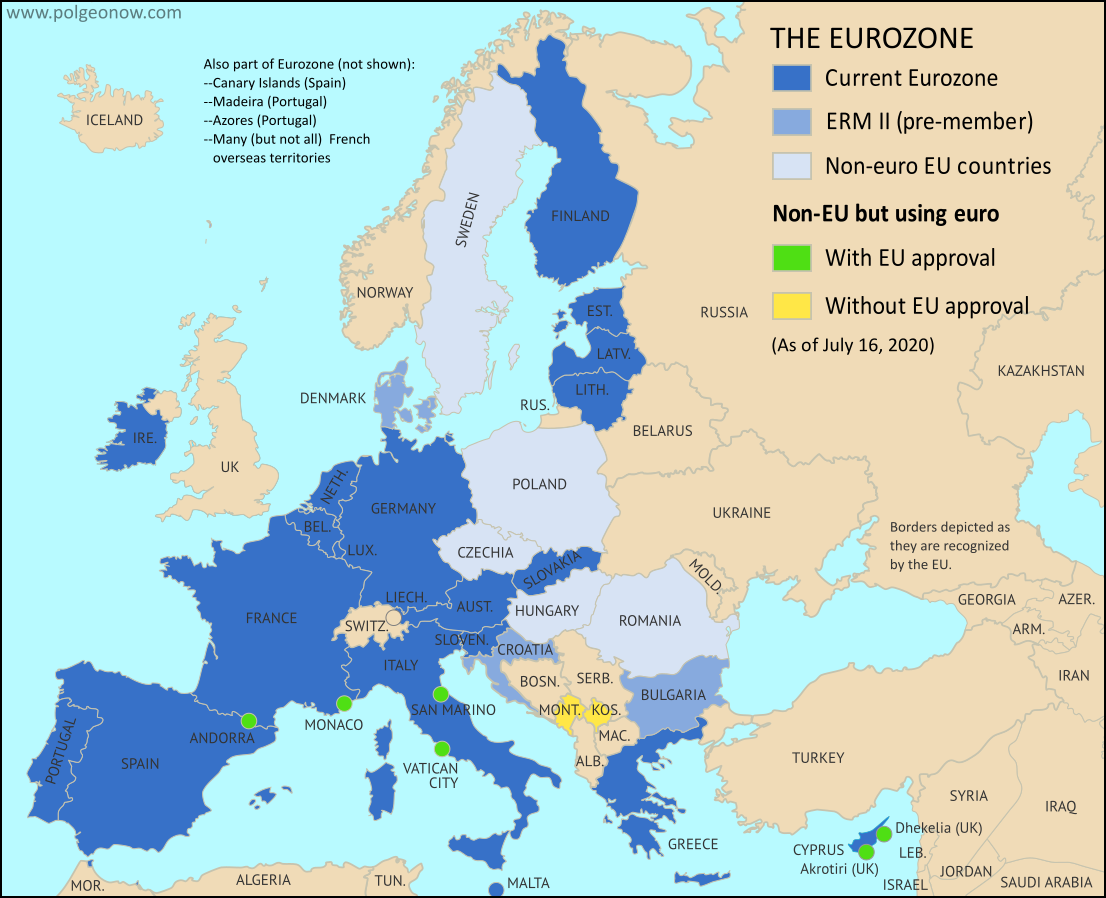 www.polgeonow.com
THE EUROZONE
Current Eurozone
ERM II (pre-member)
Non-euro EU countries
Non-EU but using euro
With EU approval
Without EU approval
(As of July 16, 2020)
Also part of Eurozone (not shown):
--Canary Islands (Spain)
--Madeira (Portugal)
--Azores (Portugal)
--Many (but not all) French
overseas territories
ICELAND
SWEDEN
FINLAND
NORWAY
RUSSIA
EST.
LATV.
LITH.
RUS.
DENMARK
KAZAKHSTAN
BELARUS
IRE.
UK
NETH.
POLAND
GERMANY
UKRAINE
BEL.
LUX.
CZECHIA
SLOVAKIA
Borders depicted as
they are recognized
by the EU.
MOLD.
LIECH.
AUST.
HUNGARY
FRANCE
SWITZ.
ROMANIA
GEORGIA
AZER.
ARM.
SLOVEN.
CROATIA
ITALY
BOSN.
SERB.
IRAN
BULGARIA
SAN MARINO
MONT.
KOS.
MONACO
ANDORRA
MAC.
PORTUGAL
SPAIN
VATICAN
CITY
ALB.
TURKEY
SYRIA
IRAQ
GREECE
CYPRUS
Dhekelia (UK)
Akrotiri (UK)
LEB.
ISRAEL
JORDAN
SAUDI ARABIA
MOR.
ALGERIA
TUN.
MALTA